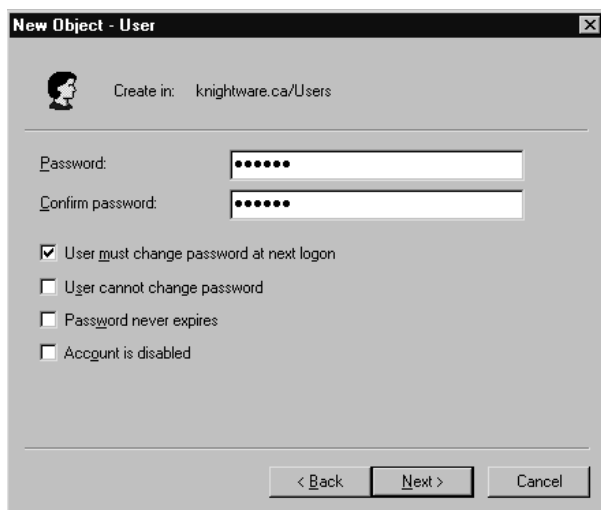 New Object - User
Create in: knightware.ca/Users
Password: ●●●●●●
Confirm password: ●●●●●●
User must change password at next logon
User cannot change password
Password never expires
Account is disabled
< Back Next > Cancel